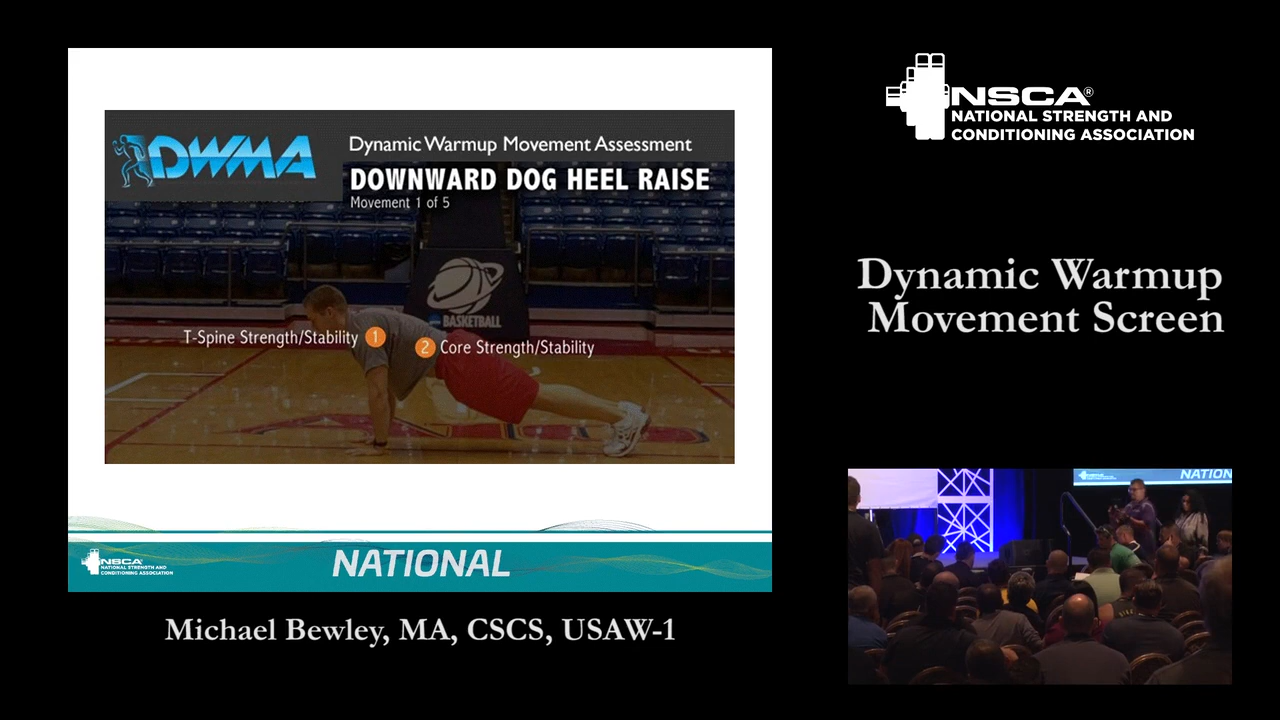 DWMA
Dynamic Warmup Movement Assessment
DOWNWARD DOG HEEL RAISE
Movement 1 of 5
BASKETBALL
T-Spine Strength/Stability 1
2 Core Strength/Stability
NSCA
NATIONAL STRENGTH AND
CONDITIONING ASSOCIATION
NATIONAL
Michael Bewley, MA, CSCS, USAW-1
NSCA®
NATIONAL STRENGTH AND
CONDITIONING ASSOCIATION
Dynamic Warmup
Movement Screen
NATIONAL